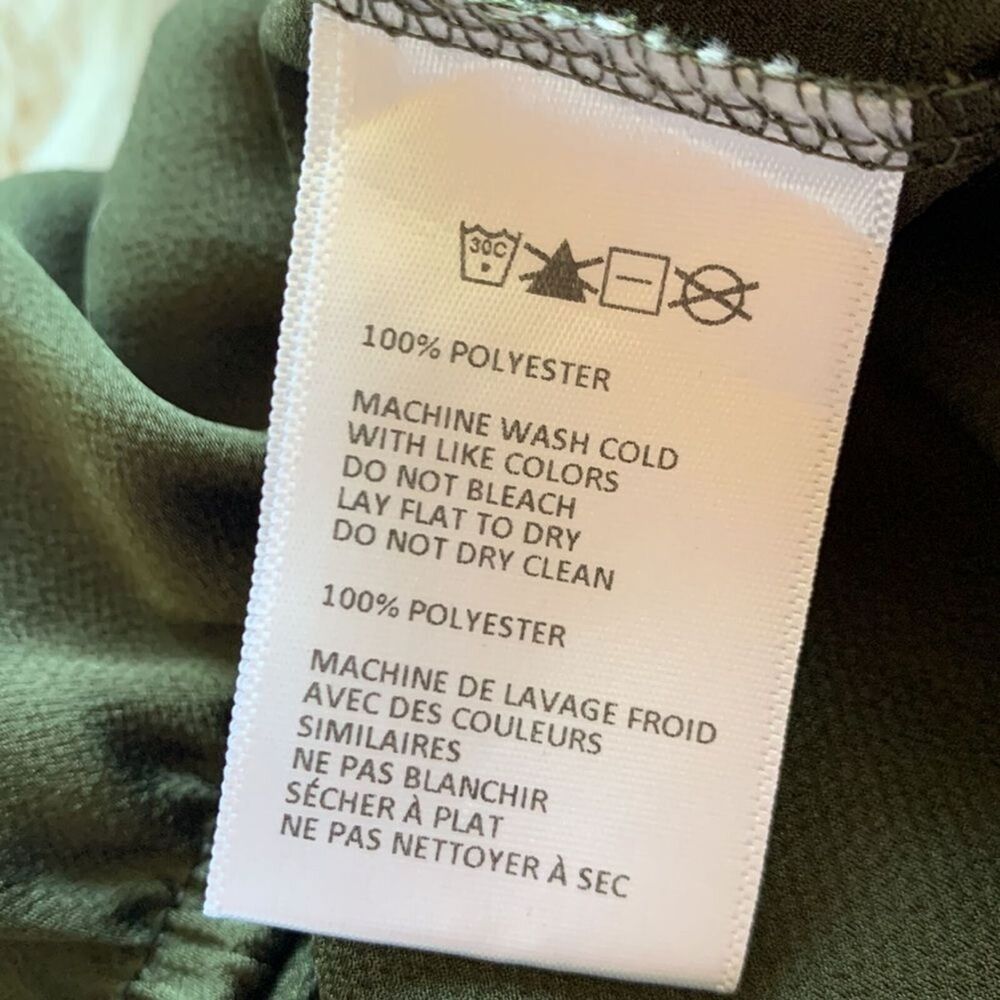 30C
100% POLYESTER
MACHINE WASH COLD
WITH LIKE COLORS
DO NOT BLEACH
LAY FLAT TO DRY
DO NOT DRY CLEAN
100% POLYESTER
MACHINE DE LAVAGE FROID
AVEC DES COULEURS
SIMILAIRES
NE PAS BLANCHIR
SÉCHER À PLAT
NE PAS NETTOYER À SEC